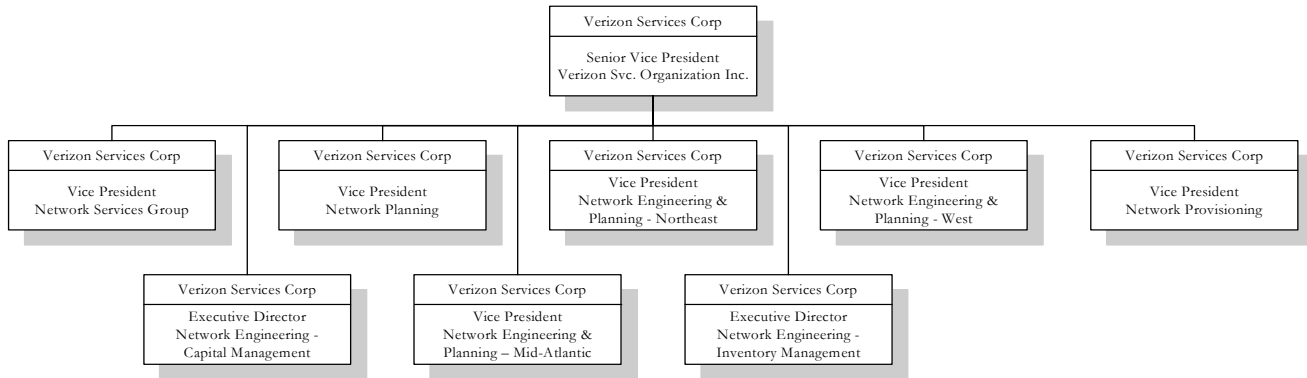 Verizon Services Corp
Senior Vice President
Verizon Svc. Organization Inc.
Verizon Services Corp
Vice President
Network Services Group
Verizon Services Corp
Vice President
Network Planning
Verizon Services Corp
Vice President
Network Engineering &
Planning - Northeast
Verizon Services Corp
Vice President
Network Engineering &
Planning - West
Verizon Services Corp
Vice President
Network Provisioning
Verizon Services Corp
Executive Director
Network Engineering -
Capital Management
Verizon Services Corp
Vice President
Network Engineering &
Planning – Mid-Atlantic
Verizon Services Corp
Executive Director
Network Engineering -
Inventory Management